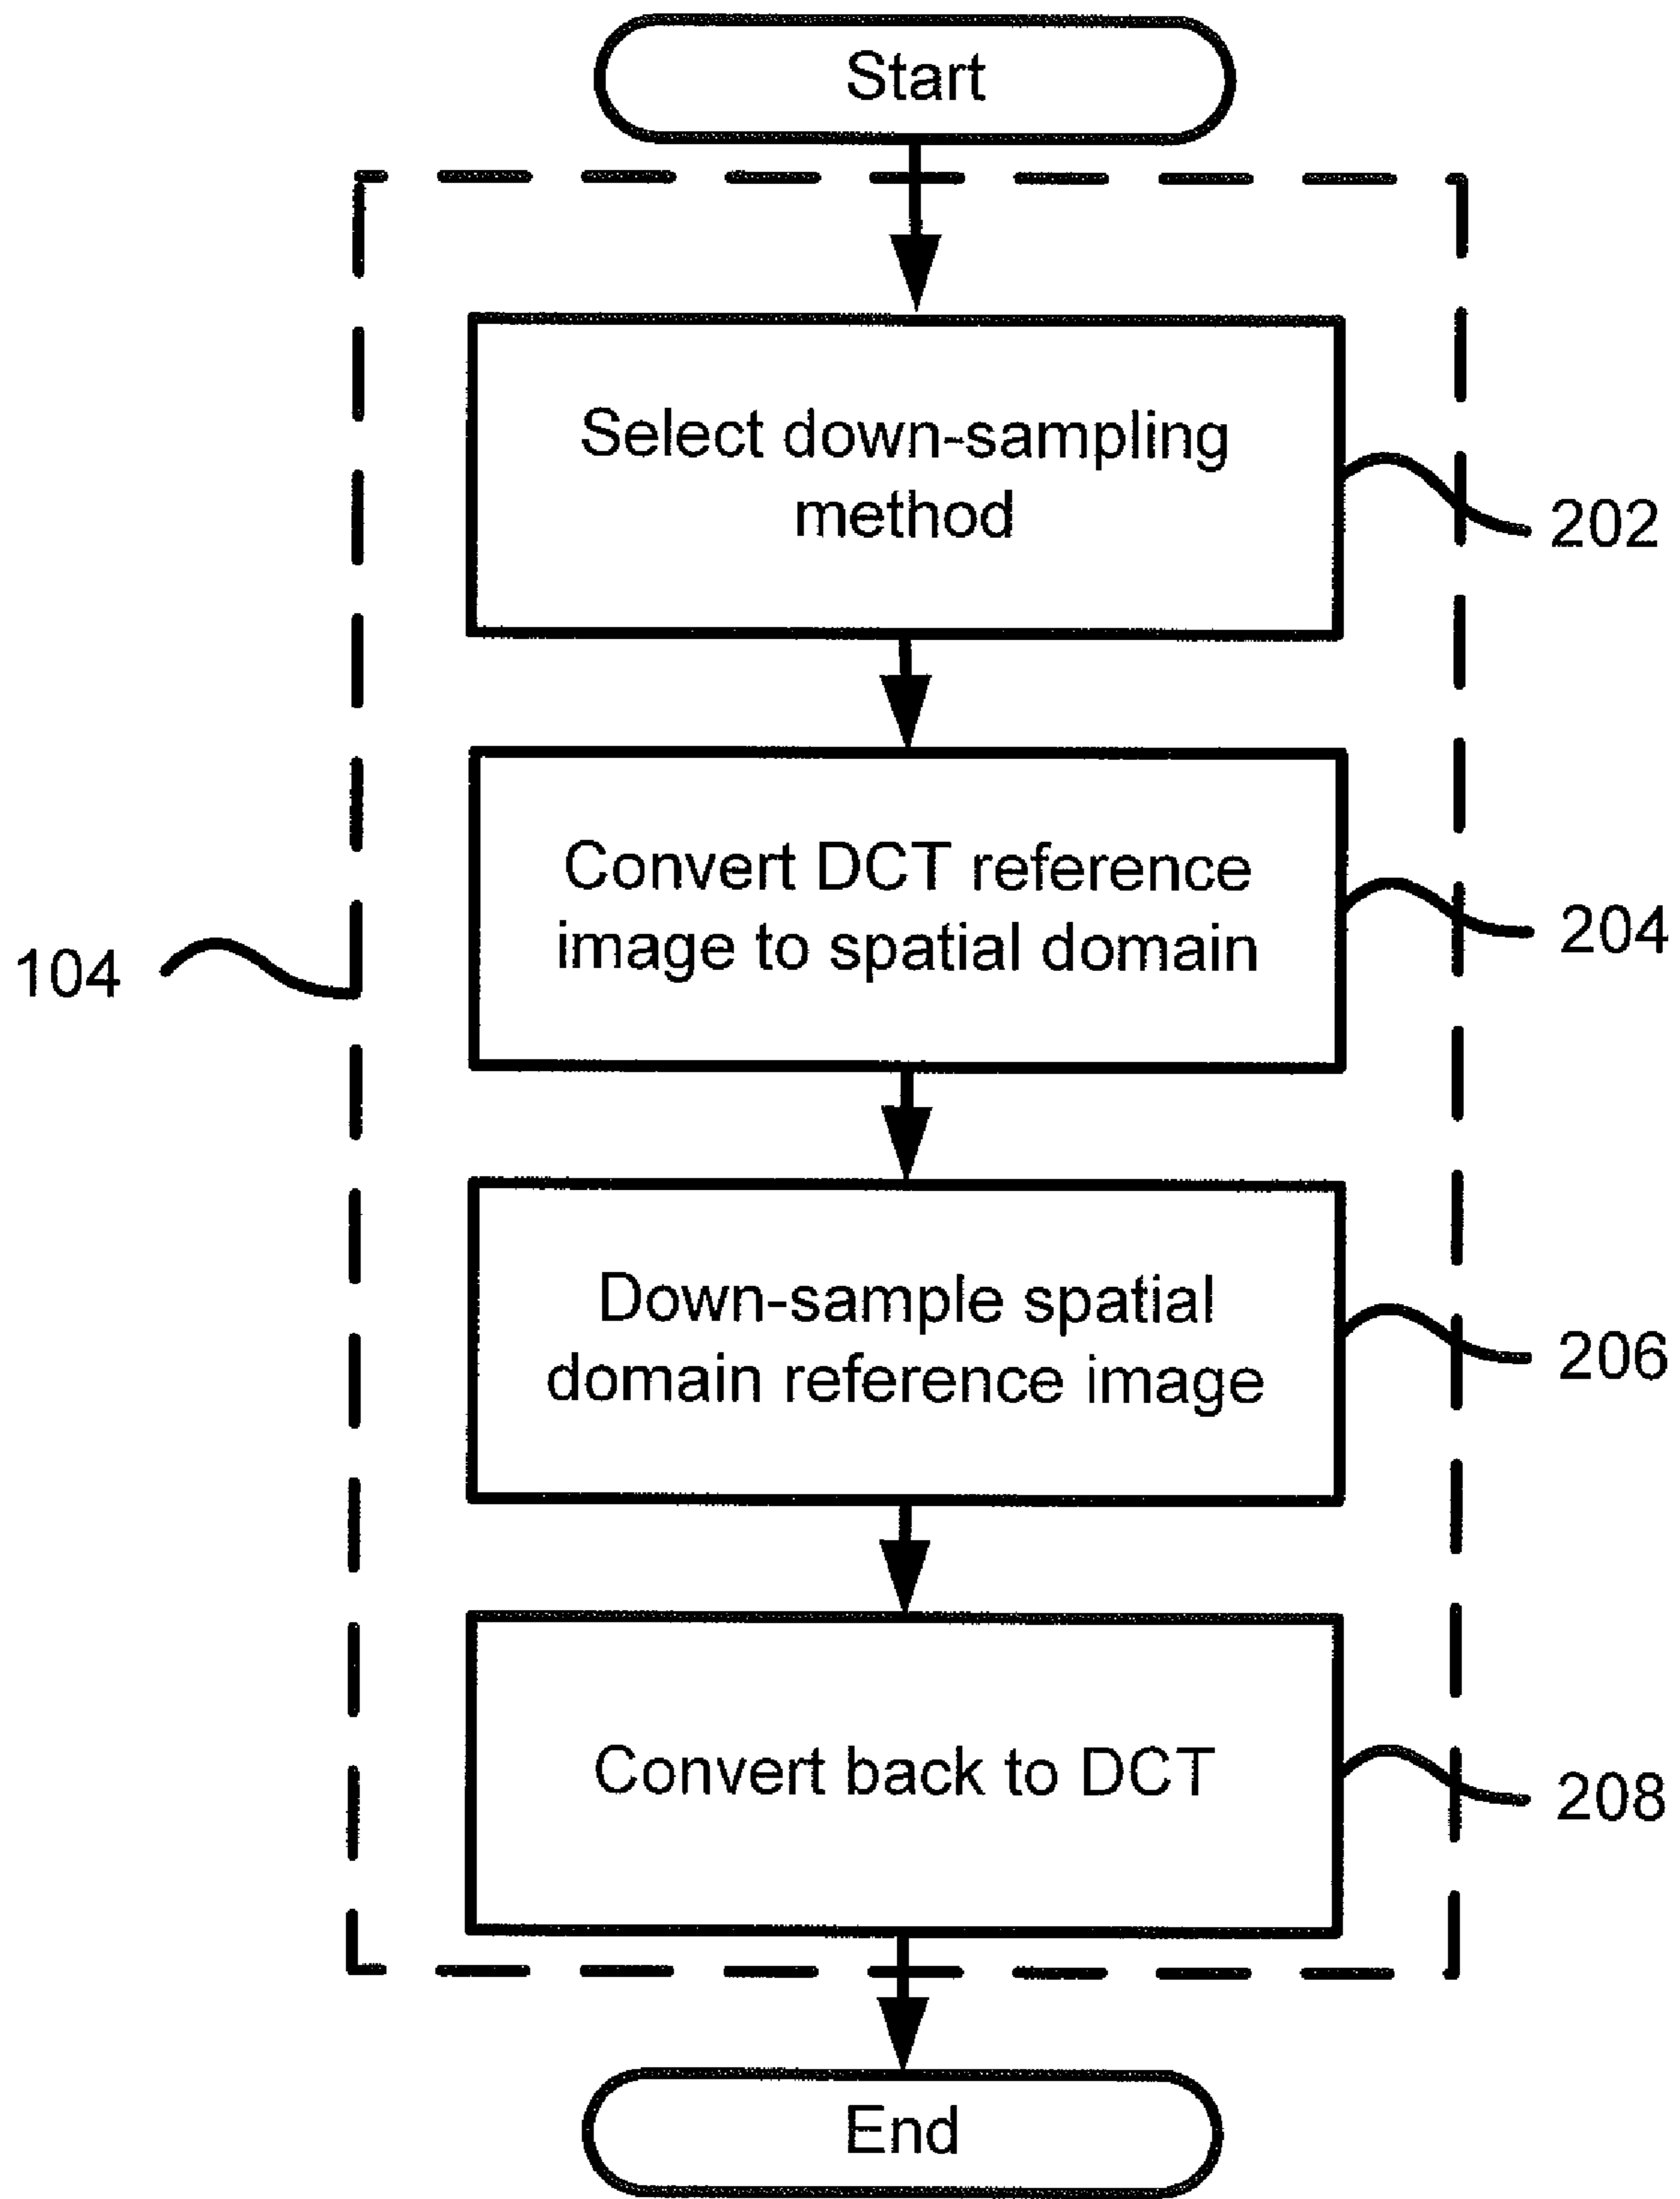 Start
Select down-sampling
method
202
Convert DCT reference
image to spatial domain
204
104
Down-sample spatial
domain reference image
206
Convert back to DCT
208
End